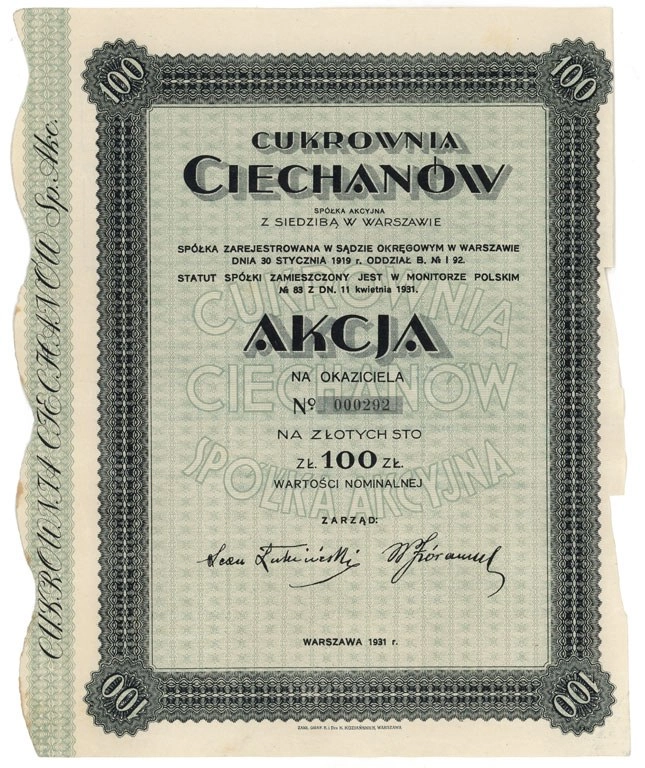 100
100
CUKROWNIA CIECHANÓW Sp. Akc.
CUKROWNIA
CIECHANÓW
SPÓŁKA AKCYJNA
Z SIEDZIBĄ W WARSZAWIE
SPÓŁKA ZAREJESTROWANA W SĄDZIE OKRĘGOWYM W WARSZAWIE
DNIA 30 STYCZNIA 1919 r. ODDZIAŁ B. № I 92.
STATUT SPÓŁKI ZAMIESZCZONY JEST W MONITORZE POLSKIM
№ 83 Z DN. 11 kwietnia 1931.
CUKROWNIA
AKCJA
NA OKAZICIELA
CIECHANÓW
№ 000292
NA ZŁOTYCH STO
ZŁ. 100 ZŁ.
SPÓŁKA AKCYJNA
WARTOŚCI NOMINALNEJ
ZARZĄD:
WARSZAWA 1931 r.
100
100